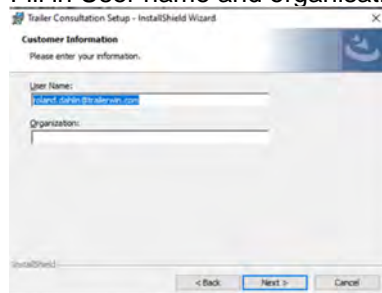 Fill in User name and organisati
Trailer Consultation Setup - InstallShield Wizard
Customer Information
Please enter your information.
User Name:
roland.dahlin@trailerwin.com
Organization:
InstallShield
< Back Next > Cancel